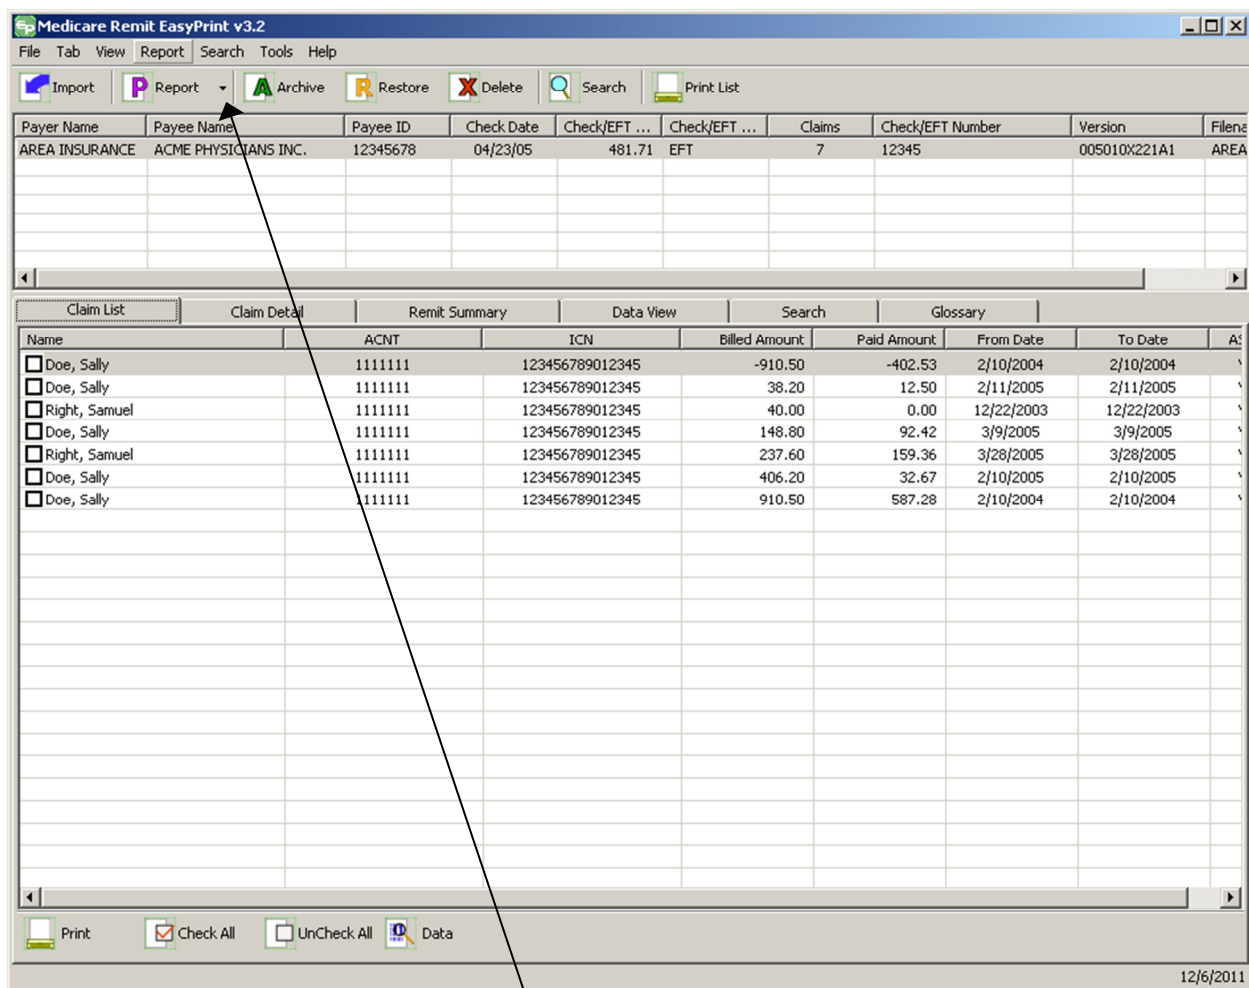 Medicare Remit EasyPrint v3.2
File Tab View Report Search Tools Help
Import Report Archive Restore Delete Search Print List
Payer Name Payee Name Payee ID Check Date Check/EFT ... Check/EFT ... Claims Check/EFT Number Version Filena
AREA INSURANCE ACME PHYSICIANS INC. 12345678 04/23/05 481.71 EFT 7 12345 005010X221A1 AREA
Claim List Claim Detail Remit Summary Data View Search Glossary
Name ACNT ICN Billed Amount Paid Amount From Date To Date AS
Doe, Sally 1111111 123456789012345 -910.50 -402.53 2/10/2004 2/10/2004
Doe, Sally 1111111 123456789012345 38.20 12.50 2/11/2005 2/11/2005
Right, Samuel 1111111 123456789012345 40.00 0.00 12/22/2003 12/22/2003
Doe, Sally 1111111 123456789012345 148.80 92.42 3/9/2005 3/9/2005
Right, Samuel 1111111 123456789012345 237.60 159.36 3/28/2005 3/28/2005
Doe, Sally 1111111 123456789012345 406.20 32.67 2/10/2005 2/10/2005
Doe, Sally 1111111 123456789012345 910.50 587.28 2/10/2004 2/10/2004
Print Check All UnCheck All Data
12/6/2011